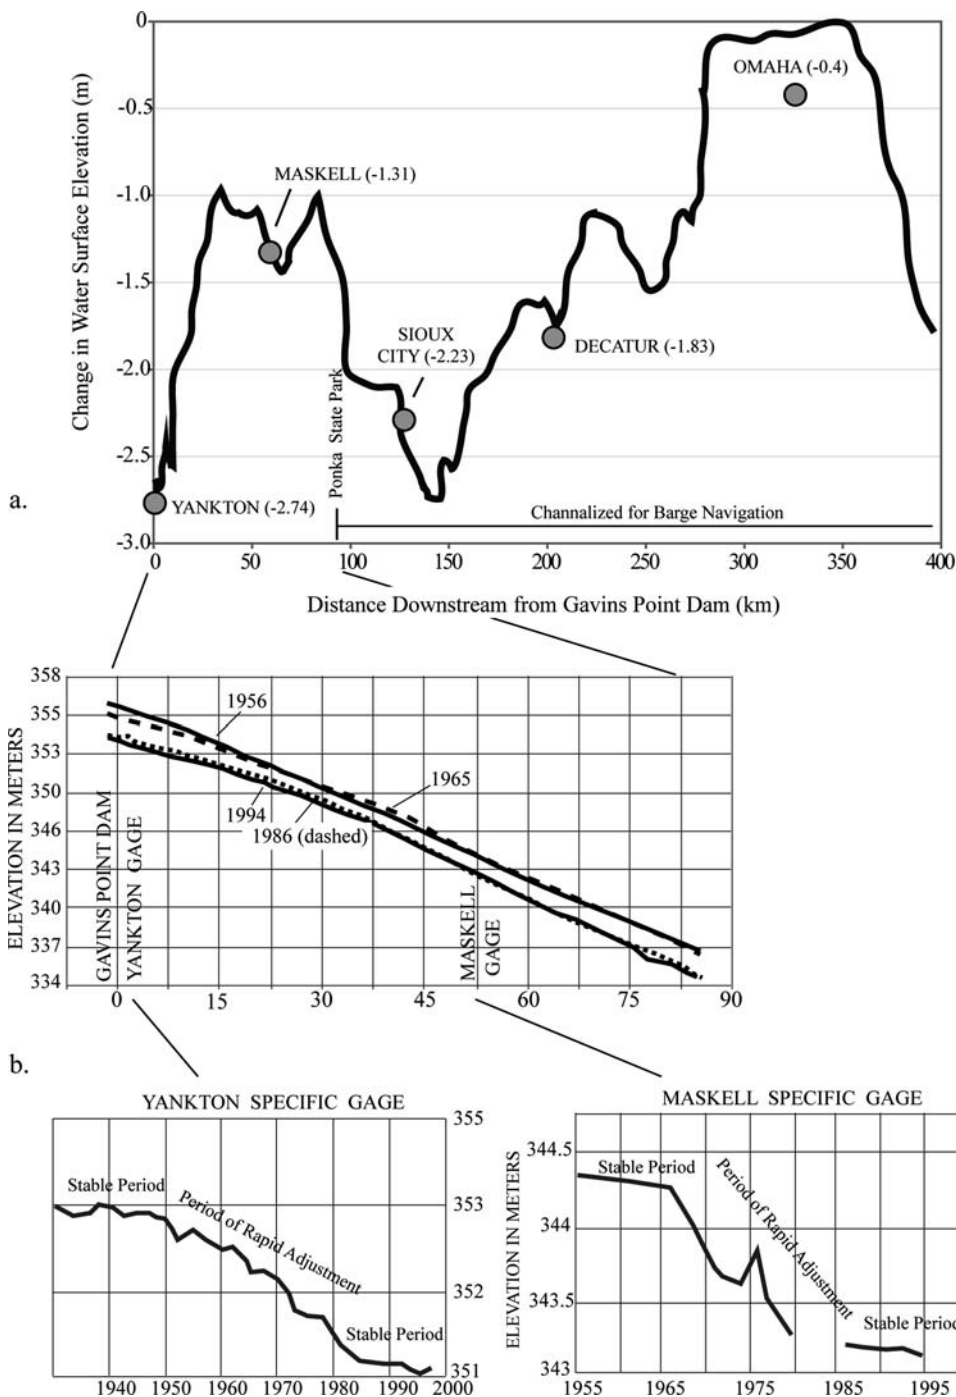 a.
Change in Water Surface Elevation (m)
0
-0.5
-1.0
-1.5
-2.0
-2.5
-3.0
OMAHA (-0.4)
MASKELL (-1.31)
SIOUX
CITY (-2.23)
DECATUR (-1.83)
YANKTON (-2.74)
Ponka State Park
Channalized for Barge Navigation
0 50 100 150 200 250 300 350 400
Distance Downstream from Gavins Point Dam (km)
ELEVATION IN METERS
358
355
353
350
346
343
340
337
334
1956
1965
1994
1986 (dashed)
GAVINS POINT DAM
YANKTON GAGE
MASKELL
GAGE
0 15 30 45 60 75 90
b.
YANKTON SPECIFIC GAGE
355
353
352
351
Stable Period
Period of Rapid Adjustment
Stable Period
1940 1950 1960 1970 1980 1990 2000
MASKELL SPECIFIC GAGE
ELEVATION IN METERS
344.5
344
343.5
343
Stable Period
Period of Rapid Adjustment
Stable Period
1955 1965 1975 1985 1995